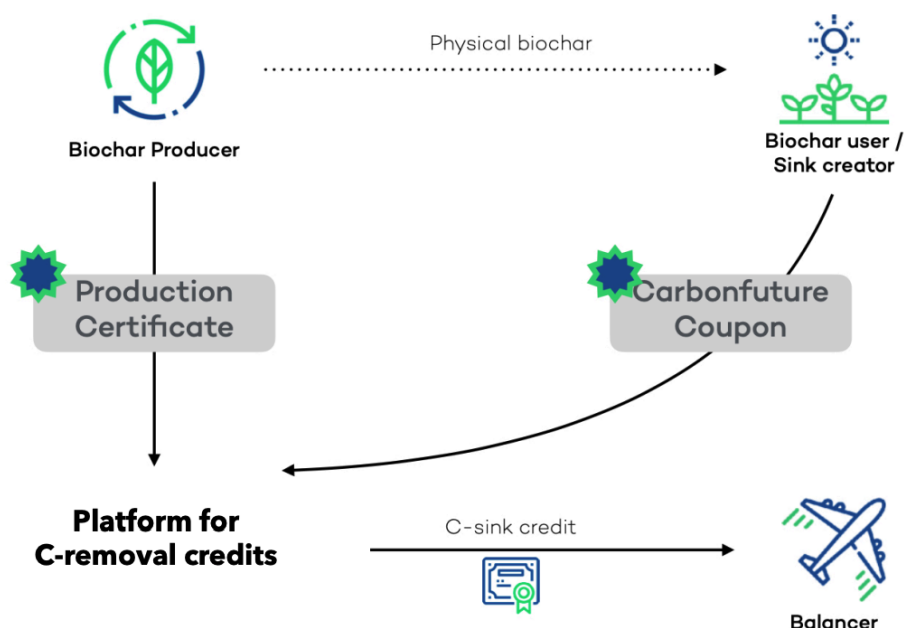 Physical biochar
Biochar Producer
Biochar user /
Sink creator
Production
Certificate
Carbonfuture
Coupon
Platform for
C-removal credits
C-sink credit
Balancer